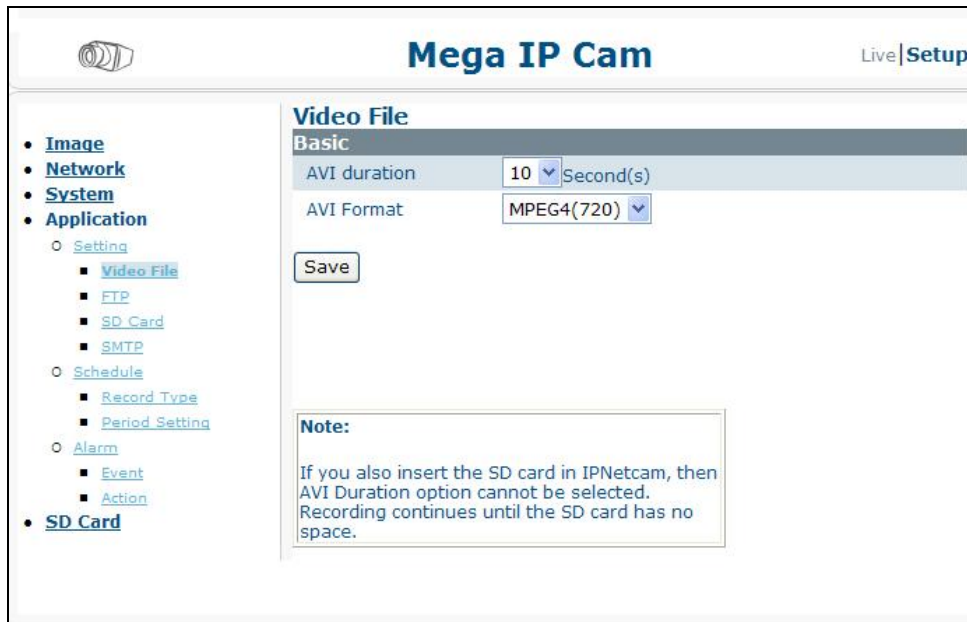 Mega IP Cam
Live|Setup
Image
Network
System
Application
Setting
Video File
FTP
SD Card
SMTP
Schedule
Record Type
Period Setting
Alarm
Event
Action
SD Card
Video File
Basic
AVI duration 10 Second(s)
AVI Format MPEG4(720)
Save
Note:
If you also insert the SD card in IPNetcam, then
AVI Duration option cannot be selected.
Recording continues until the SD card has no
space.